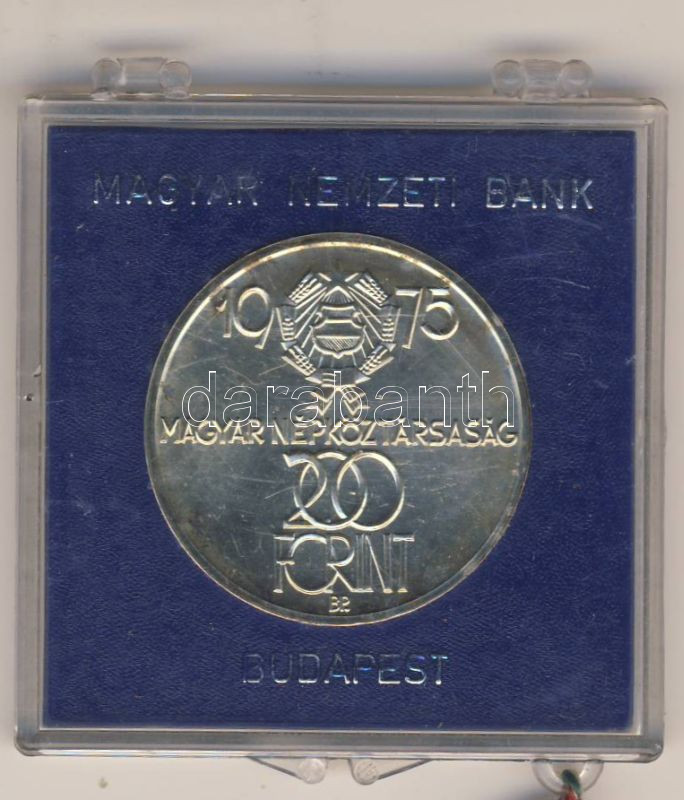 MAGYAR NEMZETI BANK
1975
darabanth
MAGYAR NÉPKÖZTÁRSASÁG
200
FORINT
BP.
BUDAPEST